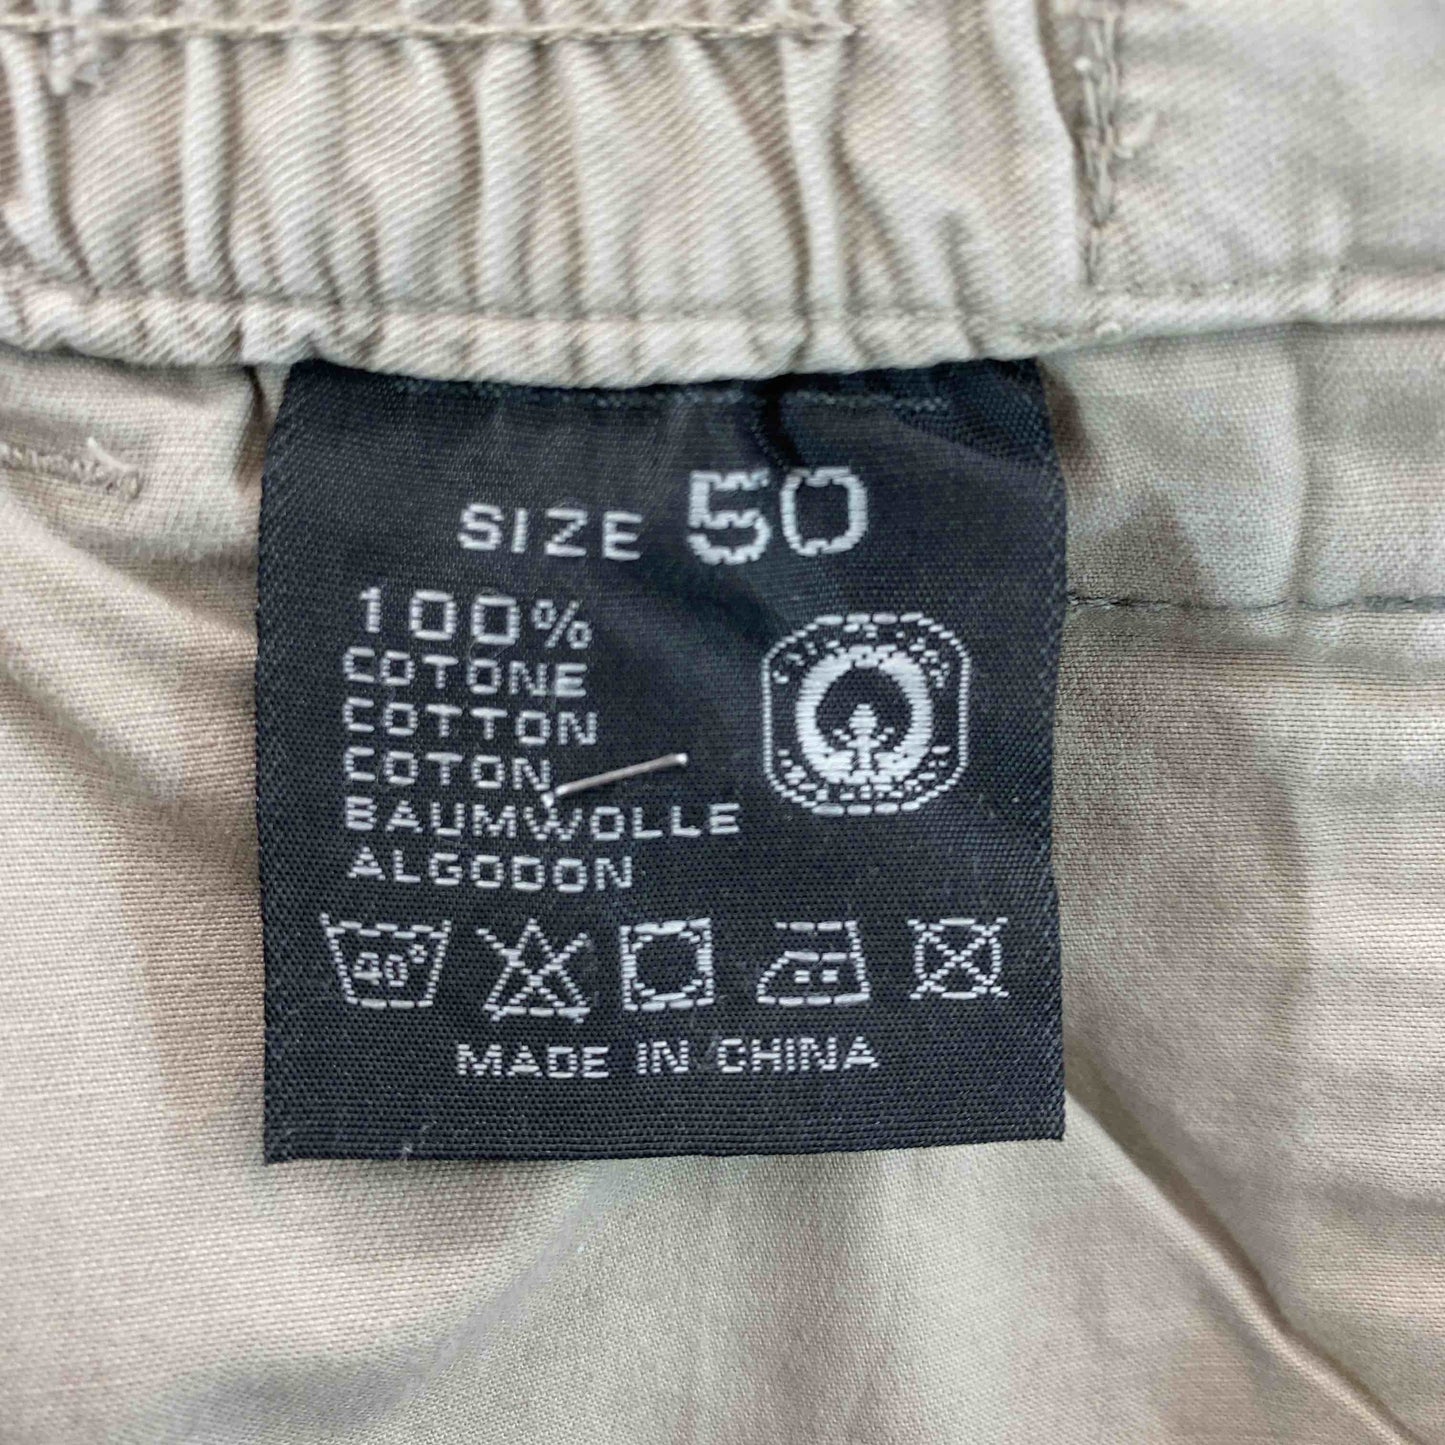 SIZE 50
100%
COTONE
COTTON
COTON
BAUMWOLLE
ALGODON
40°
MADE IN CHINA